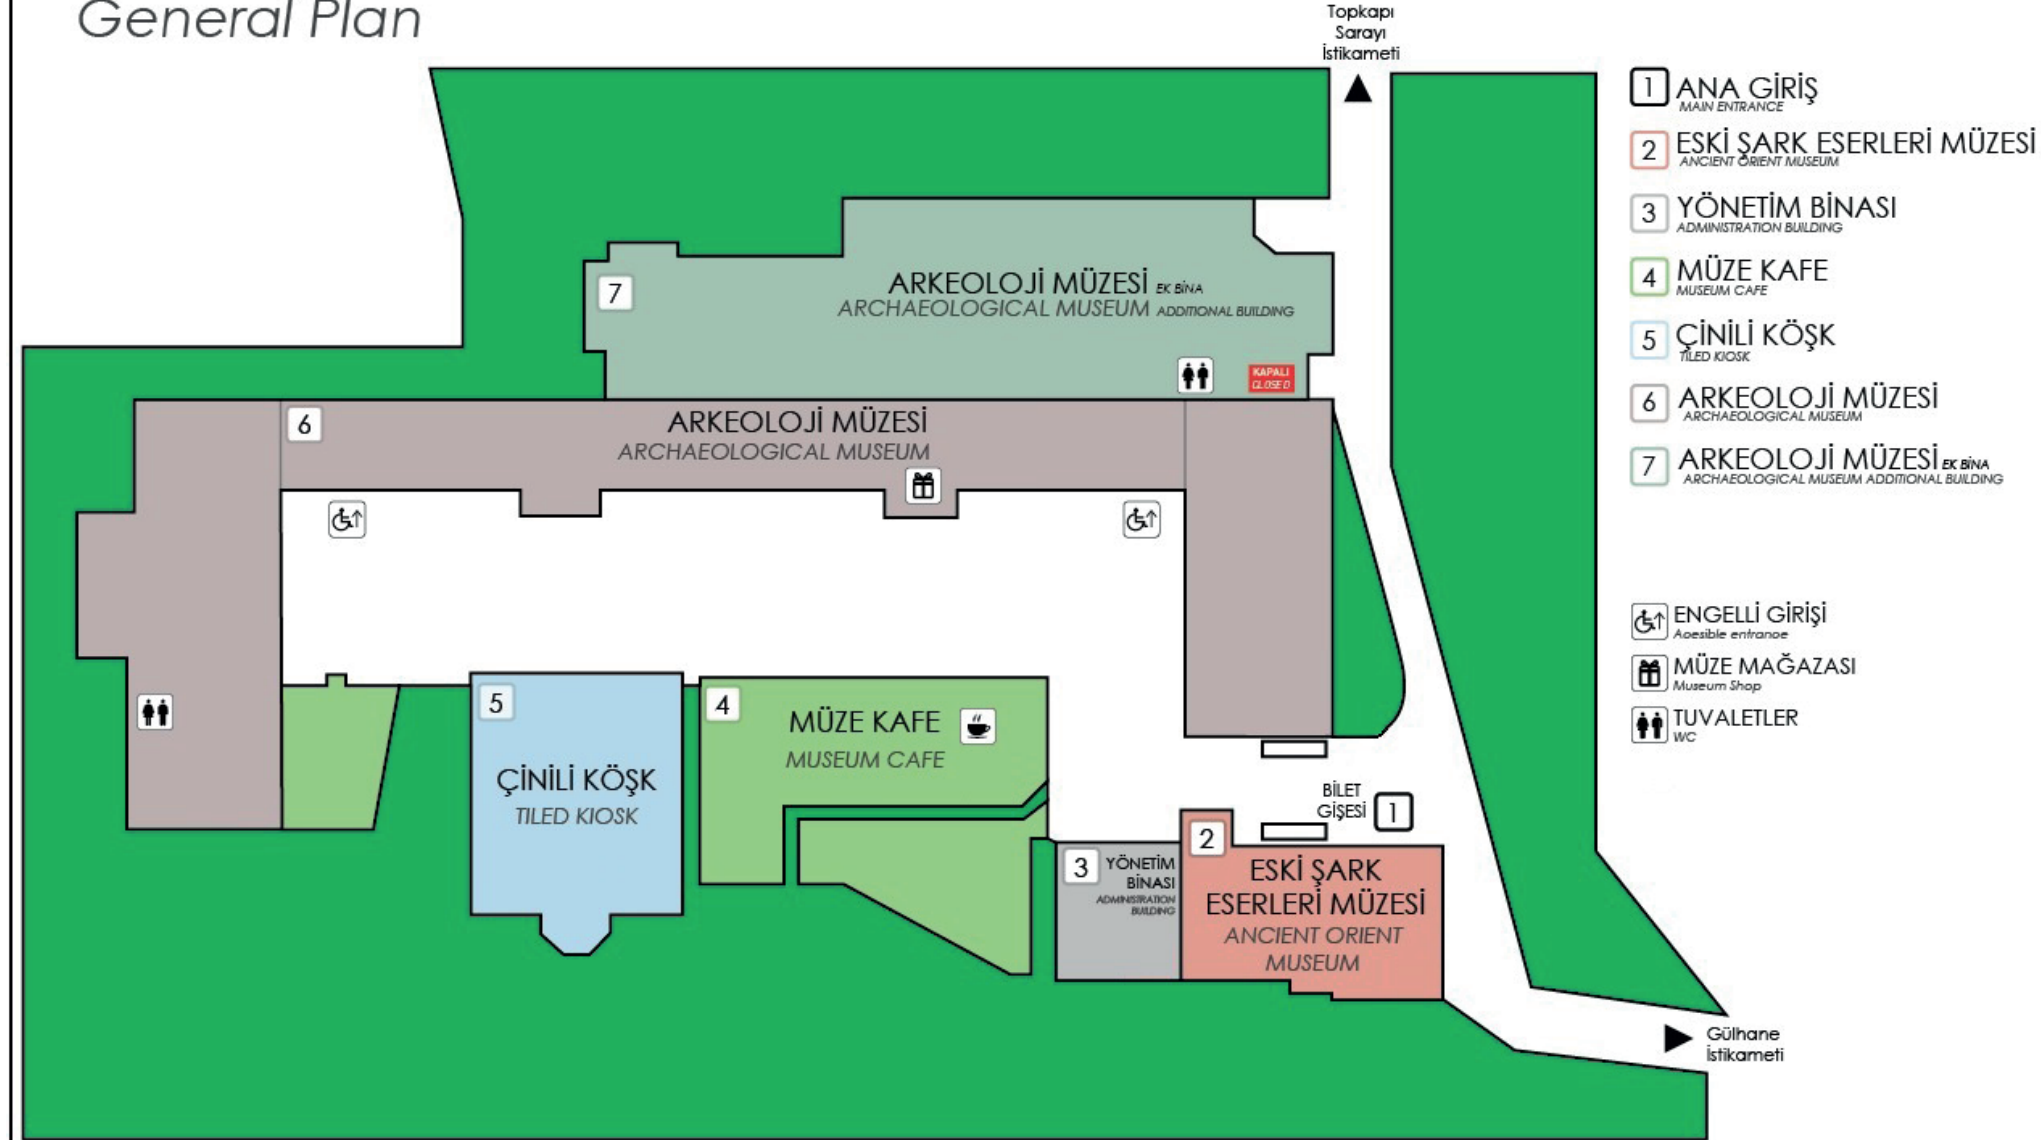 General Plan
Topkapı
Sarayı
İstikameti
1 ANA GİRİŞ
MAIN ENTRANCE
2 ESKİ ŞARK ESERLERİ MÜZESİ
ANCIENT ORIENT MUSEUM
3 YÖNETİM BİNASI
ADMINISTRATION BUILDING
4 MÜZE KAFE
MUSEUM CAFE
5 ÇİNİLİ KÖŞK
TILED KIOSK
6 ARKEOLOJİ MÜZESİ
ARCHAEOLOGICAL MUSEUM
7 ARKEOLOJİ MÜZESİ EK BİNA
ARCHAEOLOGICAL MUSEUM ADDITIONAL BUILDING
ENGELLİ GİRİŞİ
Acesible entrance
MÜZE MAĞAZASI
Museum Shop
TUVALETLER
WC
7
ARKEOLOJİ MÜZESİ EK BİNA
ARCHAEOLOGICAL MUSEUM ADDITIONAL BUILDING
KAPALI
CLOSED
6
ARKEOLOJİ MÜZESİ
ARCHAEOLOGICAL MUSEUM
5
ÇİNİLİ KÖŞK
TILED KIOSK
4
MÜZE KAFE
MUSEUM CAFE
BİLET
GİŞESİ
1
3
YÖNETİM
BİNASI
ADMINISTRATION
BUILDING
2
ESKİ ŞARK
ESERLERİ MÜZESİ
ANCIENT ORIENT
MUSEUM
Gülhane
İstikameti